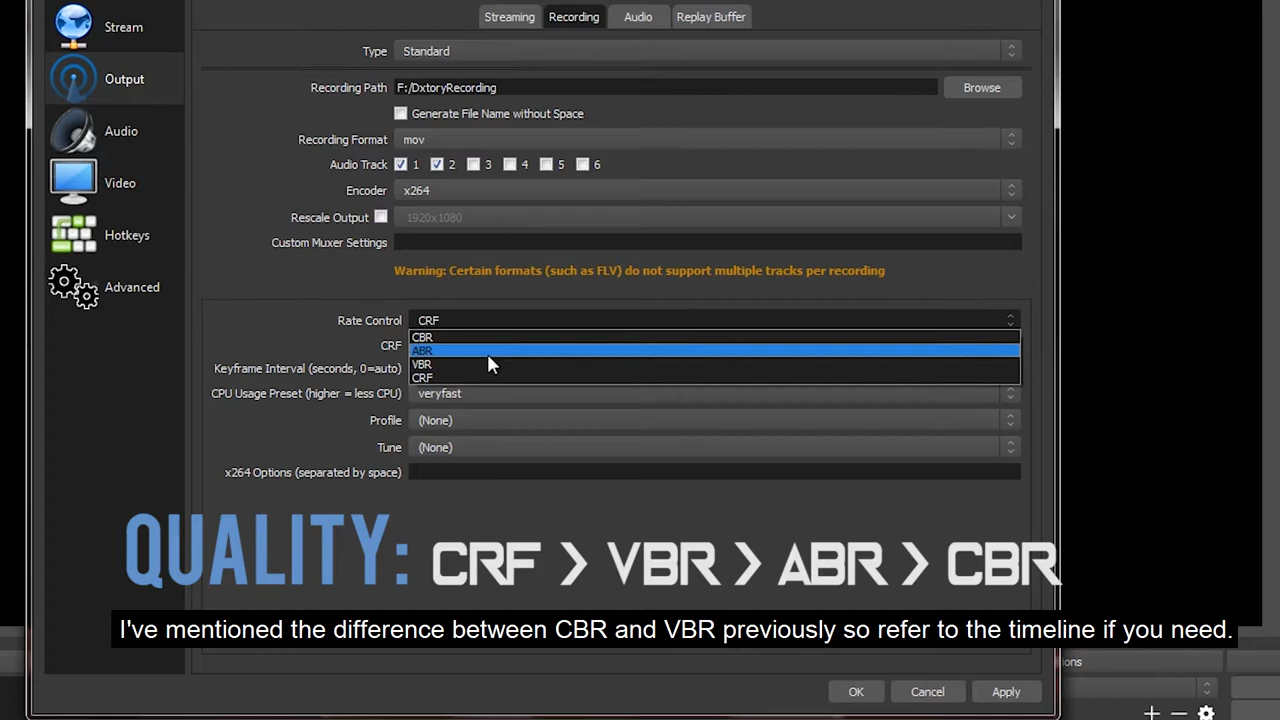 Streaming Recording Audio Replay Buffer
Stream
Type Standard
Output
Recording Path F:/DxtoryRecording Browse
Generate File Name without Space
Audio
Recording Format mov
Audio Track 1 2 3 4 5 6
Video
Encoder x264
Rescale Output 1920x1080
Hotkeys
Custom Muxer Settings
Warning: Certain formats (such as FLV) do not support multiple tracks per recording
Advanced
Rate Control CRF
CBR
CRF
ABR
VBR
Keyframe Interval (seconds, 0=auto)
CRF
CPU Usage Preset (higher = less CPU) veryfast
Profile (None)
Tune (None)
x264 Options (separated by space)
QUALITY: CRF > VBR > ABR > CBR
I've mentioned the difference between CBR and VBR previously so refer to the timeline if you need.
OK Cancel Apply